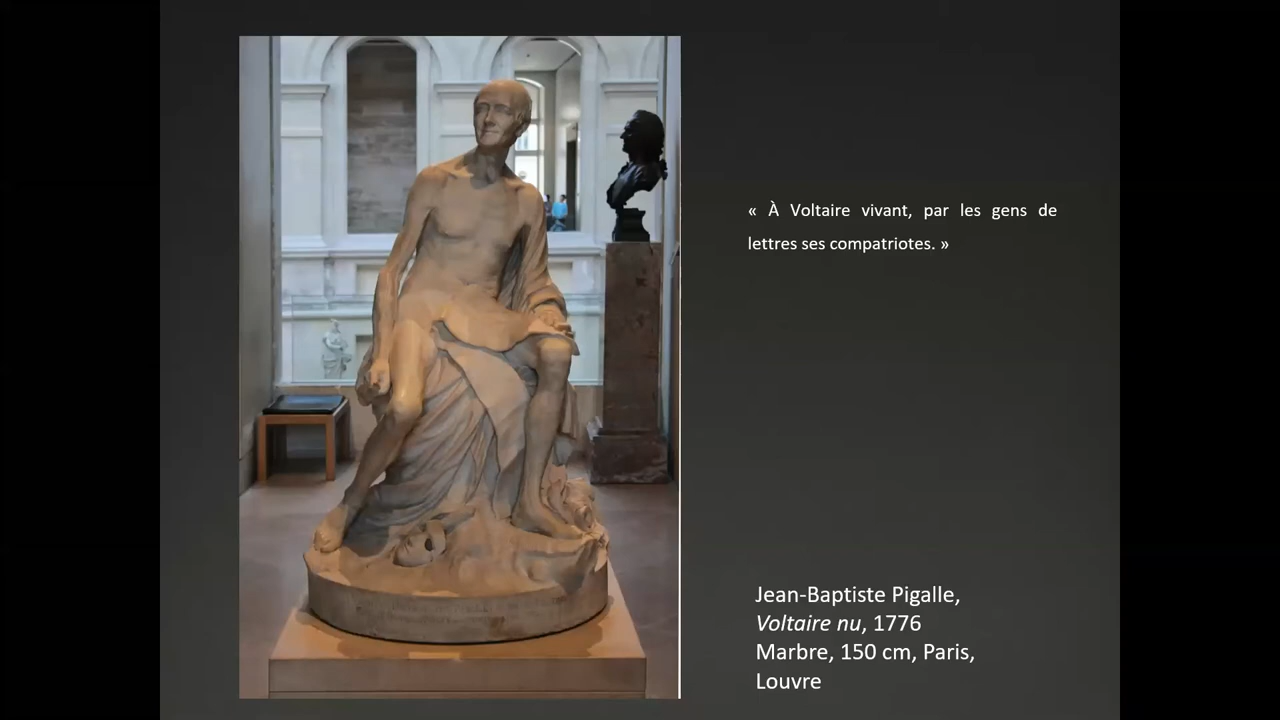 « À Voltaire vivant, par les gens de
lettres ses compatriotes. »
Jean-Baptiste Pigalle,
Voltaire nu, 1776
Marbre, 150 cm, Paris,
Louvre